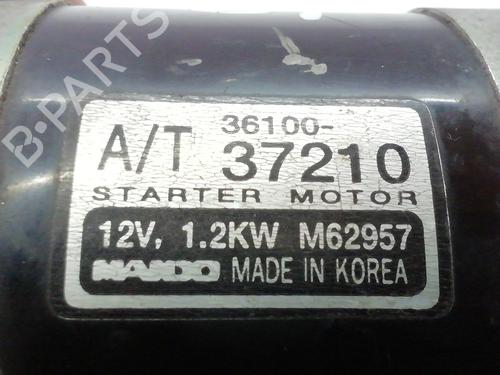 B-PARTS
36100-
A/T 37210
STARTER MOTOR
12V, 1.2KW M62957
MANDO MADE IN KOREA